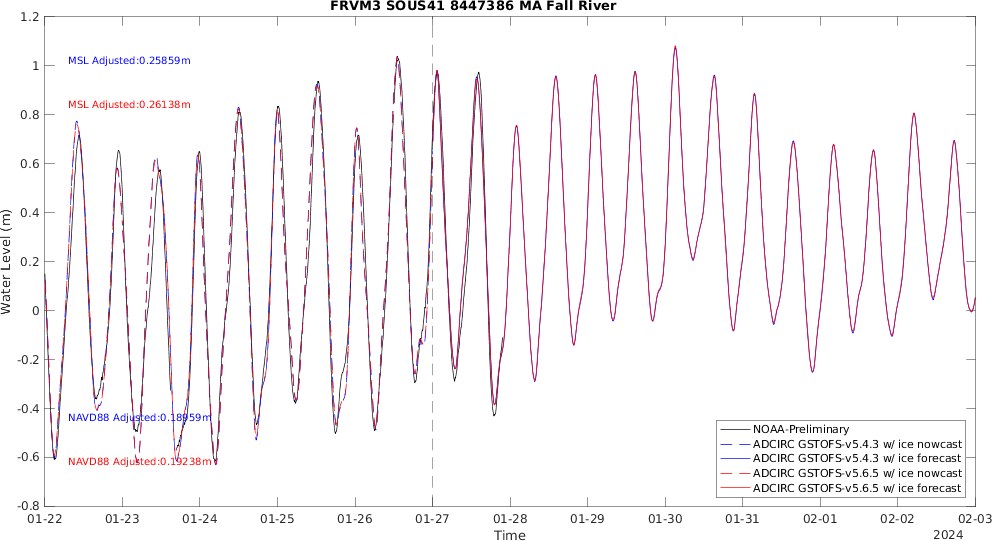 FRVM3 SOUS41 8447386 MA Fall River
1.2
1
0.8
0.6
0.4
0.2
0
-0.2
-0.4
-0.6
-0.8
Water Level (m)
MSL Adjusted:0.25859m
MSL Adjusted:0.26138m
NAVD88 Adjusted:0.18959m
NAVD88 Adjusted:0.19238m
NOAA-Preliminary
ADCIRC GSTOFS-v5.4.3 w/ ice nowcast
ADCIRC GSTOFS-v5.4.3 w/ ice forecast
ADCIRC GSTOFS-v5.6.5 w/ ice nowcast
ADCIRC GSTOFS-v5.6.5 w/ ice forecast
01-22 01-23 01-24 01-25 01-26 01-27 01-28 01-29 01-30 01-31 02-01 02-02 02-03
Time
2024